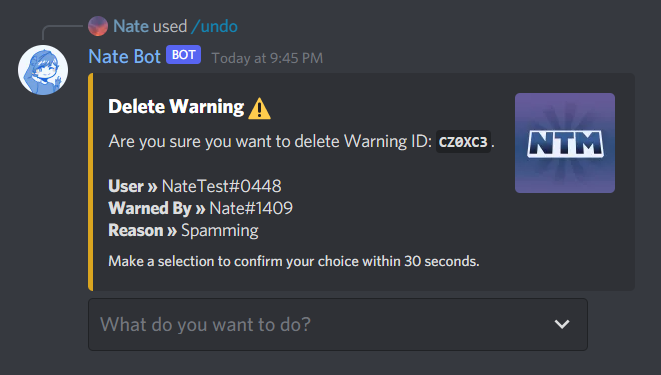 Nate used /undo
Nate Bot BOT Today at 9:45 PM
Delete Warning ⚠️
Are you sure you want to delete Warning ID: CZ0XC3.
NTM
User » NateTest#0448
Warned By » Nate#1409
Reason » Spamming
Make a selection to confirm your choice within 30 seconds.
What do you want to do?